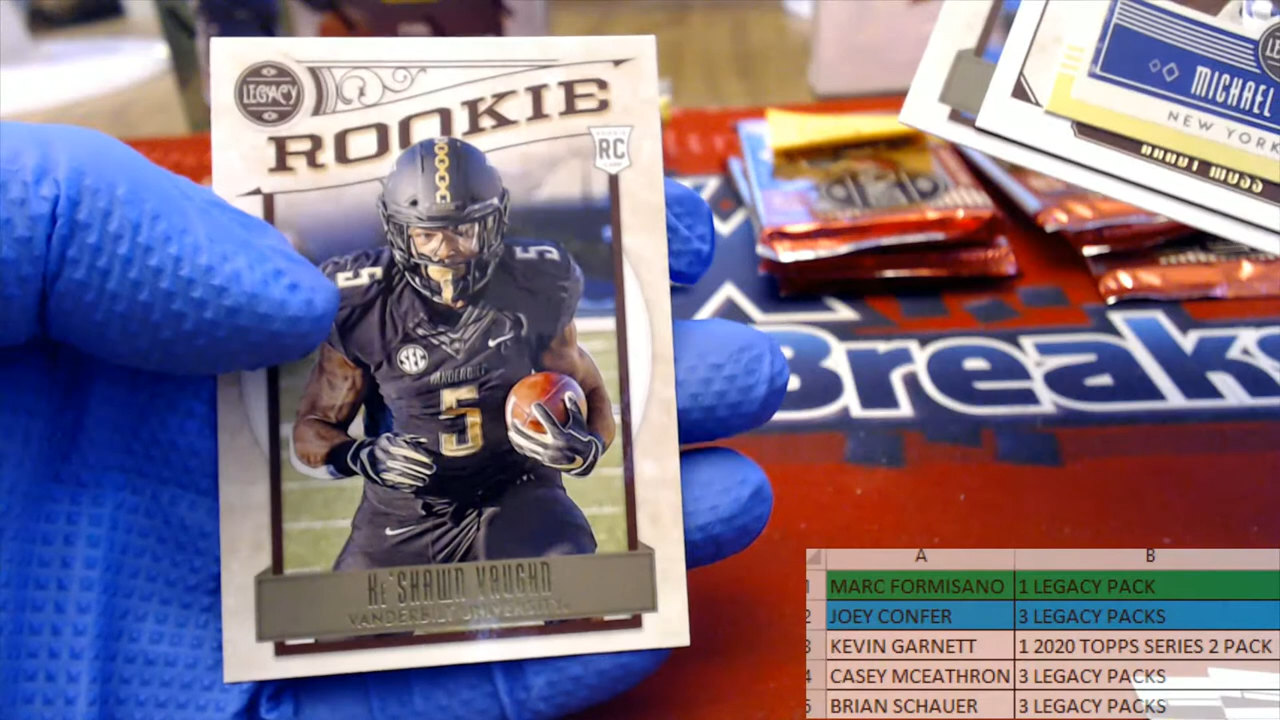 LEGACY
ROOKIE
RC
5
5
SEC
VANDERBILT
5
Ke'SHAWN VAUGHN
VANDERBILT UNIVERSITY
MICHAEL
NEW YORK
RANDY MOSS
Breaks
A B
1 MARC FORMISANO 1 LEGACY PACK
2 JOEY CONFER 3 LEGACY PACKS
3 KEVIN GARNETT 1 2020 TOPPS SERIES 2 PACK
4 CASEY MCEATHRON 3 LEGACY PACKS
5 BRIAN SCHAUER 3 LEGACY PACKS